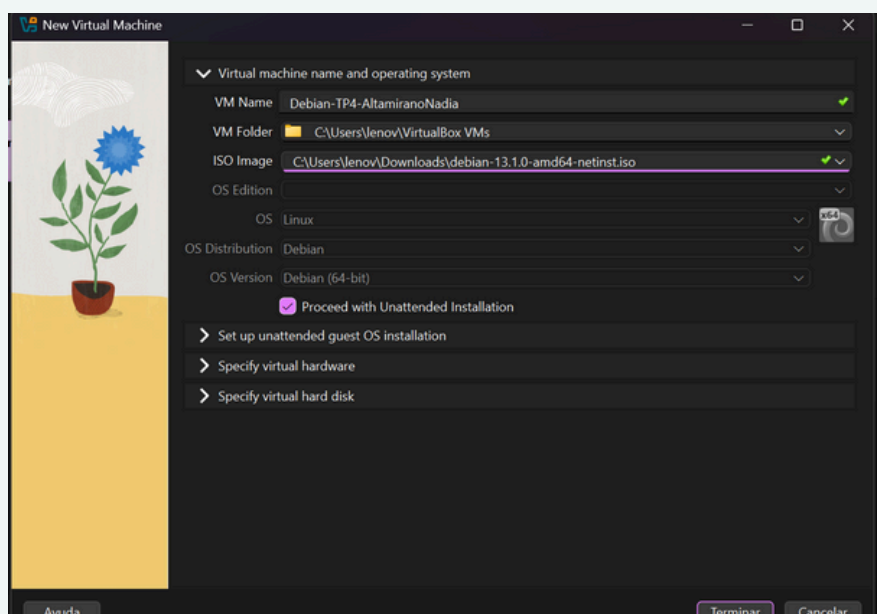 New Virtual Machine
Virtual machine name and operating system
VM Name Debian-TP4-AltamiranoNadia
VM Folder C:\Users\lenov\VirtualBox VMs
ISO Image C:\Users\lenov\Downloads\debian-13.1.0-amd64-netinst.iso
OS Edition
OS Linux
x64
OS Distribution Debian
OS Version Debian (64-bit)
Proceed with Unattended Installation
Set up unattended guest OS installation
Specify virtual hardware
Specify virtual hard disk
Ayuda Terminar Cancelar